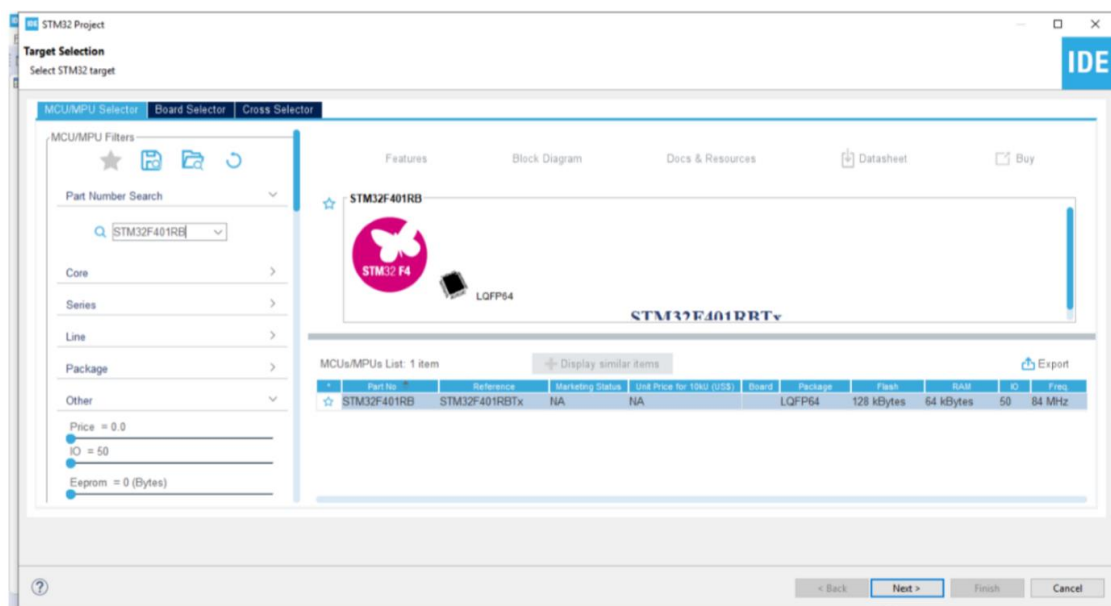 IDE STM32 Project
Target Selection
Select STM32 target
IDE
MCU/MPU Selector Board Selector Cross Selector
MCU/MPU Filters
Part Number Search
STM32F401RB
Core
Series
Line
Package
Other
Price = 0.0
IO = 50
Eeprom = 0 (Bytes)
Features Block Diagram Docs & Resources Datasheet Buy
STM32F401RB
STM32 F4
LQFP64
STM32F401RBTx
MCUs/MPUs List: 1 item Display similar items Export
* Part No Reference Marketing Status Unit Price for 10kU (US$) Board Package Flash RAM IO Freq.
STM32F401RB STM32F401RBTx NA NA LQFP64 128 kBytes 64 kBytes 50 84 MHz
? < Back Next > Finish Cancel